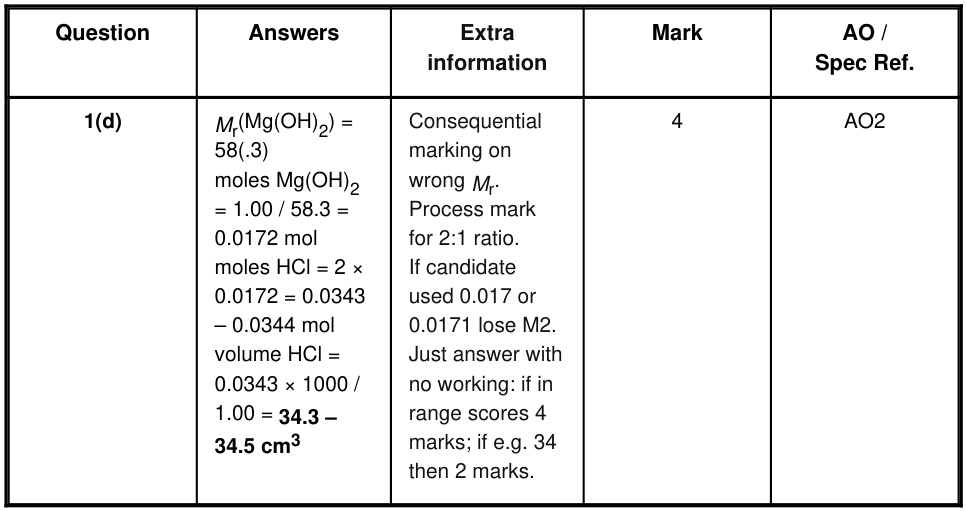 Question
Answers
Extra
information
Mark
AO /
Spec Ref.
1(d)
Mr(Mg(OH)2) =
58(.3)
moles Mg(OH)2
= 1.00 / 58.3 =
0.0172 mol
moles HCl = 2 ×
0.0172 = 0.0343
– 0.0344 mol
volume HCl =
0.0343 × 1000 /
1.00 = 34.3 –
34.5 cm3
Consequential
marking on
wrong Mr.
Process mark
for 2:1 ratio.
If candidate
used 0.017 or
0.0171 lose M2.
Just answer with
no working: if in
range scores 4
marks; if e.g. 34
then 2 marks.
4
AO2